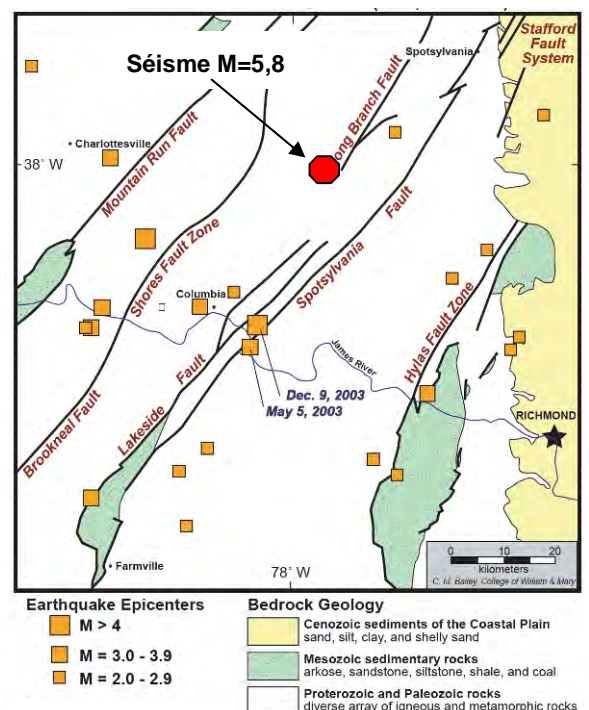 Stafford
Fault
System
Spotsylvania
Séisme M=5,8
ong Branch Fault
Charlottesville
38° W
Mountain Run Fault
Shores Fault Zone
Spotsylvania
Fault
Columbia
Hylas Fault Zone
James River
Dec. 9, 2003
May 5, 2003
Lakeside
Fault
Brookneal Fault
RICHMOND
Farmville
78° W
0 10 20
kilometers
C. M. Bailey, College of William & Mary
Earthquake Epicenters
M > 4
M = 3.0 - 3.9
M = 2.0 - 2.9
Bedrock Geology
Cenozoic sediments of the Coastal Plain
sand, silt, clay, and shelly sand
Mesozoic sedimentary rocks
arkose, sandstone, siltstone, shale, and coal
Proterozoic and Paleozoic rocks
diverse array of igneous and metamorphic rocks